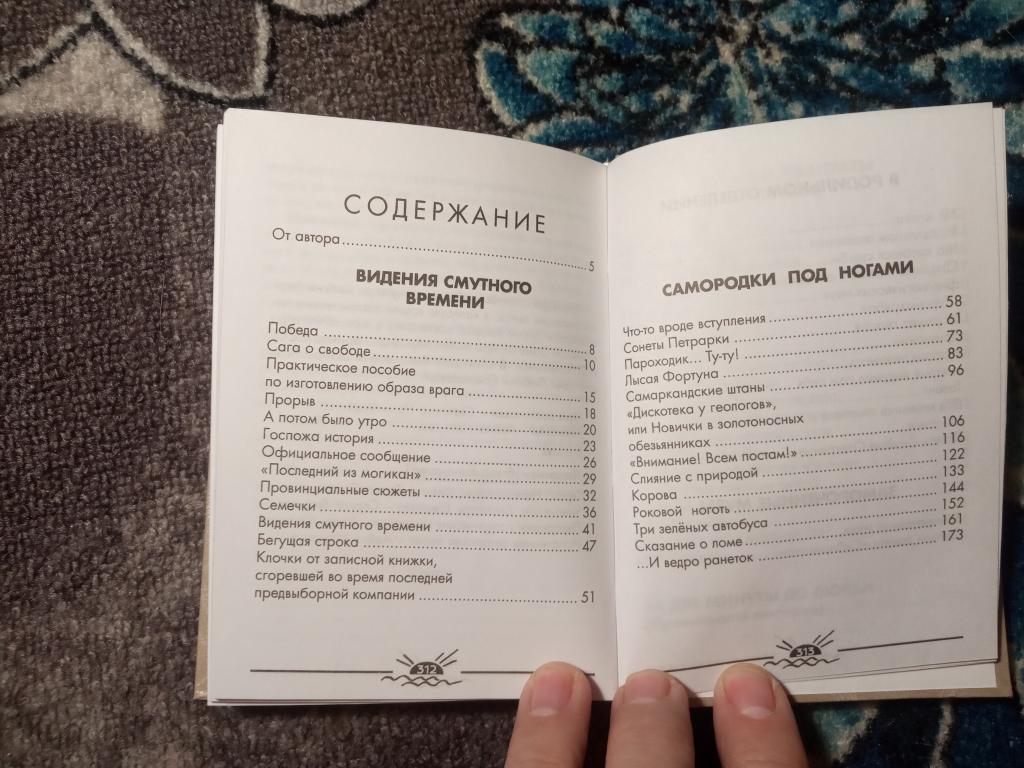 СОДЕРЖАНИЕ
От автора 5
ВИДЕНИЯ СМУТНОГО
ВРЕМЕНИ
Победа 8
Сага о свободе 10
Практическое пособие
по изготовлению образа врага 15
Прорыв 18
А потом было утро 20
Госпожа история 23
Официальное сообщение 26
«Последний из могикан» 29
Провинциальные сюжеты 32
Семечки 36
Видения смутного времени 41
Бегущая строка 47
Клочки от записной книжки,
сгоревшей во время последней
предвыборной компании 51
312
САМОРОДКИ ПОД НОГАМИ
Что-то вроде вступления 58
Сонеты Петрарки 61
Пароходик... Ту-ту! 73
Лысая Фортуна 83
Самаркандские штаны 96
«Дискотека у геологов»,
или Новички в золотоносных
обезьянниках 106
«Внимание! Всем постам!» 116
Слияние с природой 122
Корова 133
Роковой ноготь 144
Три зелёных автобуса 152
Сказание о ломе 161
...И ведро ранеток 173
313